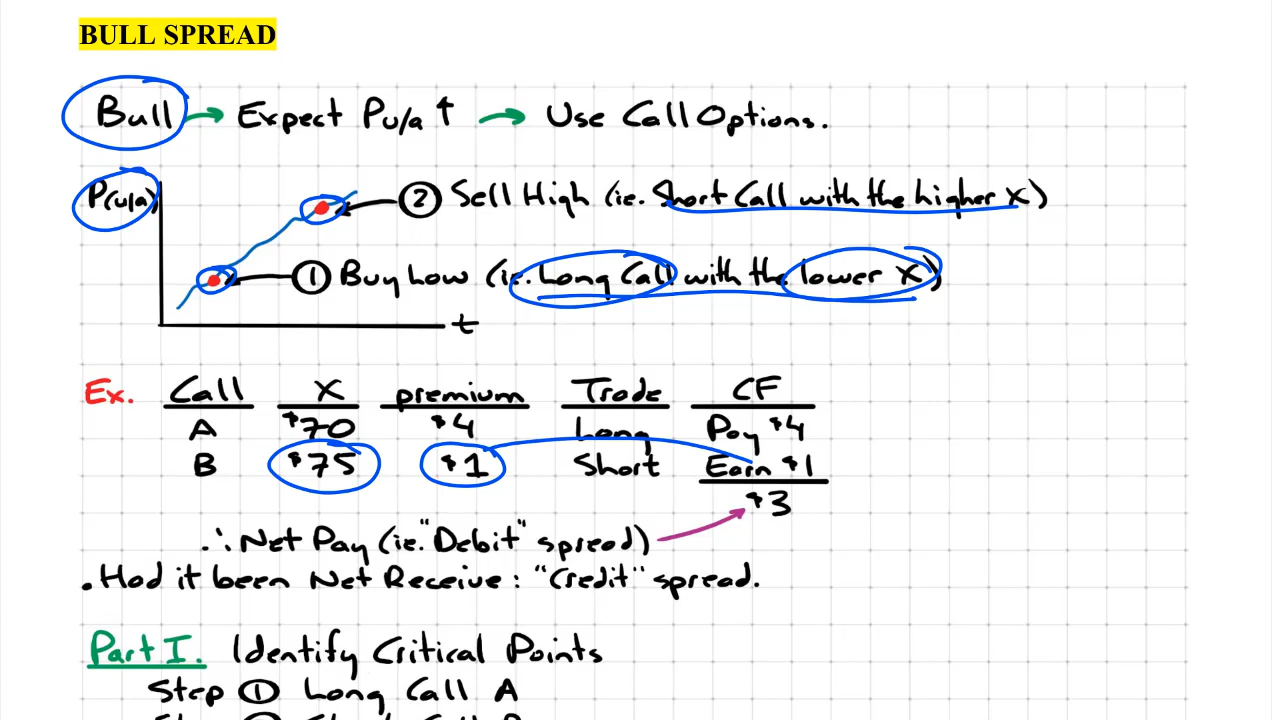 BULL SPREAD
Bull → Expect Pu/a ↑ → Use Call Options.
P(u/a)
② Sell High (ie. Short Call with the higher X)
① Buy Low (ie. Long Call with the lower X)
t
Ex. Call X premium Trade CF
A $70 $4 Long Pay $4
B $75 $1 Short Earn $1
$3
∴ Net Pay (ie. "Debit" spread)
. Had it been Net Receive: "Credit" spread.
Part I. Identify Critical Points
Step ① Long Call A